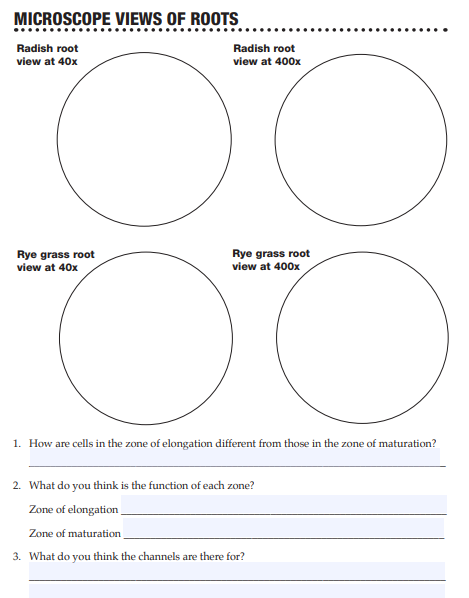 MICROSCOPE VIEWS OF ROOTS
Radish root
view at 40x
Radish root
view at 400x
Rye grass root
view at 40x
Rye grass root
view at 400x
1. How are cells in the zone of elongation different from those in the zone of maturation?
2. What do you think is the function of each zone?
Zone of elongation
Zone of maturation
3. What do you think the channels are there for?